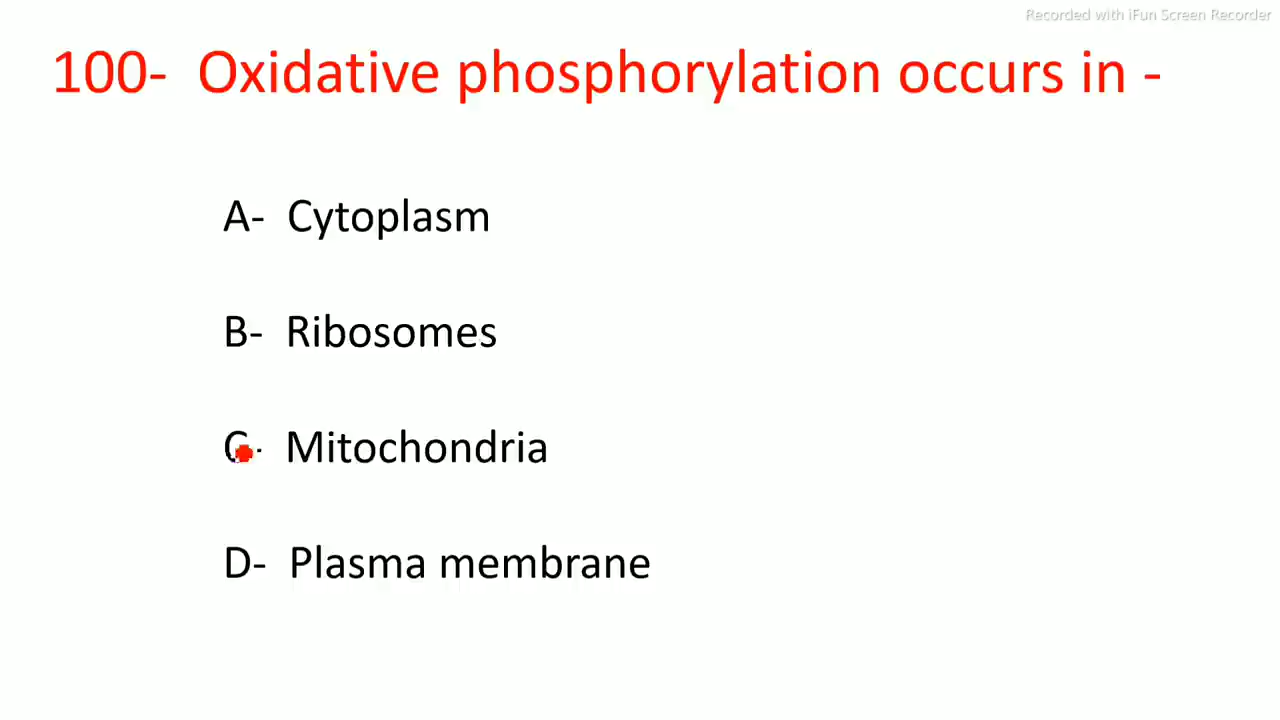 Recorded with iFun Screen Recorder
100- Oxidative phosphorylation occurs in -
A- Cytoplasm
B- Ribosomes
C- Mitochondria
D- Plasma membrane